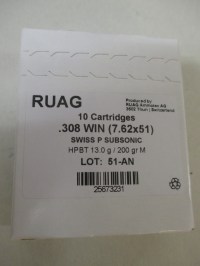 Produced by
RUAG Ammotec AG
3602 Thun / Switzerland
RUAG
10 Cartridges
.308 WIN (7.62x51)
SWISS P SUBSONIC
HPBT 13.0 g / 200 gr M
LOT: 51-AN
25673231